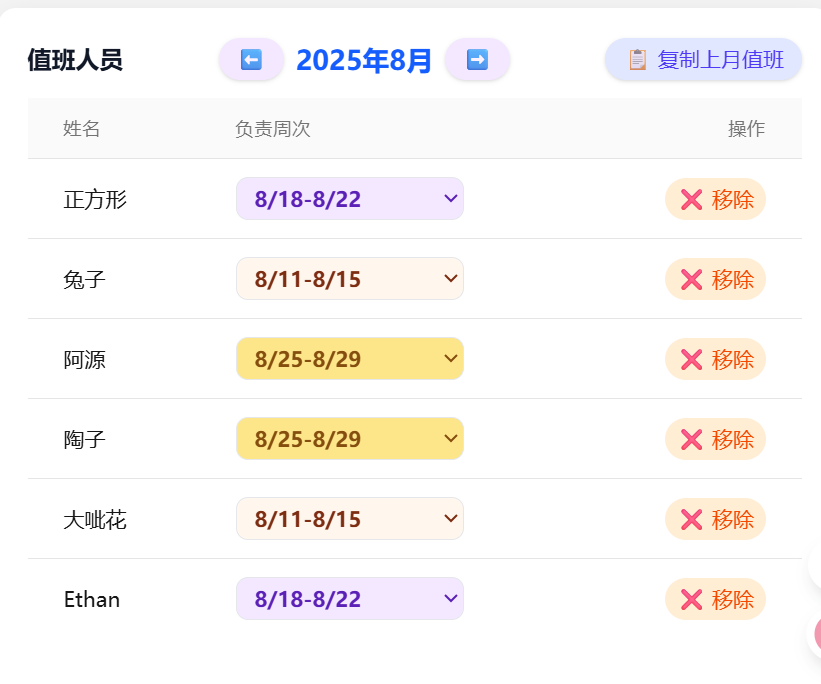 值班人员 ⬅️ 2025年8月 ➡️ 📋 复制上月值班
姓名 负责周次 操作
正方形 8/18-8/22 ❌ 移除
兔子 8/11-8/15 ❌ 移除
阿源 8/25-8/29 ❌ 移除
陶子 8/25-8/29 ❌ 移除
大呲花 8/11-8/15 ❌ 移除
Ethan 8/18-8/22 ❌ 移除